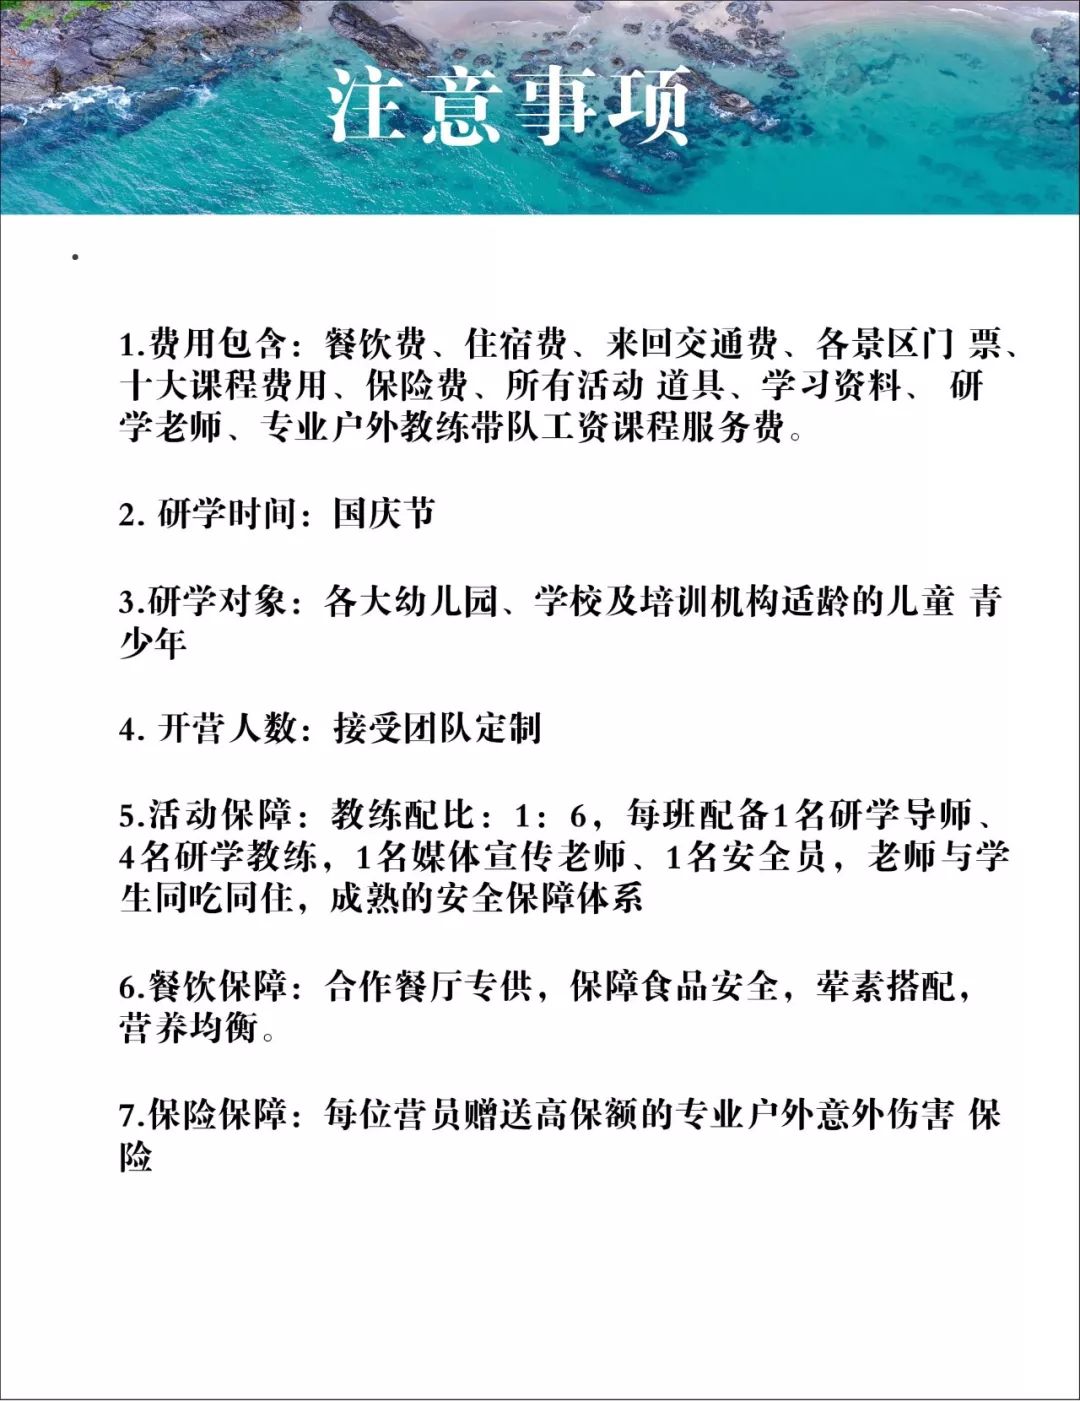 注意事项
1.费用包含：餐饮费、住宿费、来回交通费、各景区门 票、
十大课程费用、保险费、所有活动 道具、学习资料、 研
学老师、专业户外教练带队工资课程服务费。
2. 研学时间：国庆节
3.研学对象：各大幼儿园、学校及培训机构适龄的儿童 青
少年
4. 开营人数：接受团队定制
5.活动保障：教练配比：1：6，每班配备1名研学导师、
4名研学教练，1名媒体宣传老师、1名安全员，老师与学
生同吃同住，成熟的安全保障体系
6.餐饮保障：合作餐厅专供，保障食品安全，荤素搭配，
营养均衡。
7.保险保障：每位营员赠送高保额的专业户外意外伤害 保
险